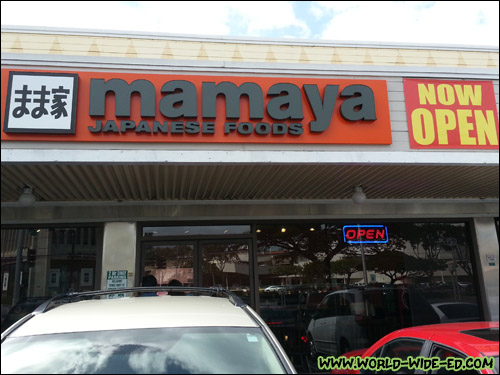 まま家
mamaya
JAPANESE FOODS
NOW
OPEN
OPEN
WWW.WORLD-WIDE-ED.COM